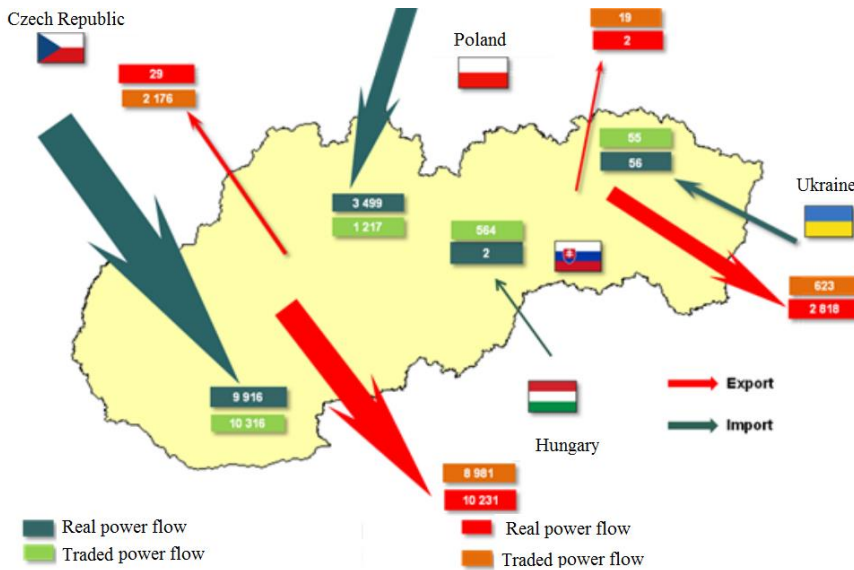 Czech Republic
29
2 176
Poland
19
2
3 499
1 217
564
2
55
56
Ukraine
623
2 818
9 916
10 316
Hungary
8 981
10 231
Export
Import
Real power flow
Traded power flow
Real power flow
Traded power flow